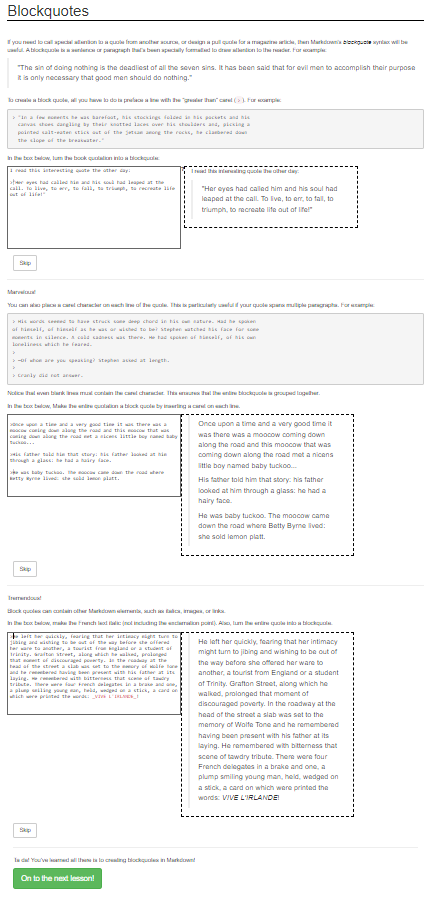 Blockquotes
If you need to call special attention to a quote from another source, or design a pull quote for a magazine article, then Markdown's blockquote syntax will be
useful. A blockquote is a sentence or paragraph that's been specially formatted to draw attention to the reader. For example:
"The sin of doing nothing is the deadliest of all the seven sins. It has been said that for evil men to accomplish their purpose
it is only necessary that good men should do nothing."
To create a block quote, all you have to do is preface a line with the "greater than" caret (>). For example:
> "In a few moments he was barefoot, his stockings folded in his pockets and his
canvas shoes dangling by their knotted laces over his shoulders and, picking a
pointed salt-eaten stick out of the jetsam among the rocks, he clambered down
the slope of the breakwater."
In the box below, turn the book quotation into a blockquote.
I read this interesting quote the other day:
>"Her eyes had called him and his soul had leaped at the
call. To live, to err, to fall, to triumph, to recreate life
out of life!"
I read this interesting quote the other day:
"Her eyes had called him and his soul had
leaped at the call. To live, to err, to fall, to
triumph, to recreate life out of life!"
Skip
Marvelous!
You can also place a caret character on each line of the quote. This is particularly useful if your quote spans multiple paragraphs. For example:
> His words seemed to have struck some deep chord in his own nature. Had he spoken
of himself, of himself as he was or wished to be? Stephen watched his face for some
moments in silence. A cold sadness was there. He had spoken of himself, of his own
loneliness which he feared.
>
> —Of whom are you speaking? Stephen asked at length.
>
> Cranly did not answer.
Notice that even blank lines must contain the caret character. This ensures that the entire blockquote is grouped together.
In the box below, Make the entire quotation a block quote by inserting a caret on each line.
>Once upon a time and a very good time it was there was a
moocow coming down along the road and this moocow that was
coming down along the road met a nicens little boy named baby
tuckoo...
>His father told him that story: his father looked at him
through a glass: he had a hairy face.
>He was baby tuckoo. The moocow came down the road where
Betty Byrne lived: she sold lemon platt.
Once upon a time and a very good time it
was there was a moocow coming down
along the road and this moocow that was
coming down along the road met a nicens
little boy named baby tuckoo...
His father told him that story: his father
looked at him through a glass: he had a
hairy face.
He was baby tuckoo. The moocow came
down the road where Betty Byrne lived:
she sold lemon platt.
Skip
Tremendous!
Block quotes can contain other Markdown elements, such as italics, images, or links.
In the box below, make the French text italic (not including the exclamation point). Also, turn the entire quote into a blockquote.
>He left her quickly, fearing that her intimacy might turn to
jibing and wishing to be out of the way before she offered
her ware to another, a tourist from England or a student of
Trinity. Grafton Street, along which he walked, prolonged
that moment of discouraged poverty. In the roadway at the
head of the street a slab was set to the memory of Wolfe Tone
and he remembered having been present with his father at its
laying. He remembered with bitterness that scene of tawdry
tribute. There were four French delegates in a brake and one,
a plump smiling young man, held, wedged on a stick, a card on
which were printed the words: _VIVE L'IRLANDE_!
He left her quickly, fearing that her intimacy
might turn to jibing and wishing to be out of
the way before she offered her ware to
another, a tourist from England or a student
of Trinity. Grafton Street, along which he
walked, prolonged that moment of
discouraged poverty. In the roadway at the
head of the street a slab was set to the
memory of Wolfe Tone and he remembered
having been present with his father at its
laying. He remembered with bitterness that
scene of tawdry tribute. There were four
French delegates in a brake and one, a
plump smiling young man, held, wedged on
a stick, a card on which were printed the
words: VIVE L'IRLANDE!
Skip
Ta-da! You've learned all there is to creating blockquotes in Markdown!
On to the next lesson!